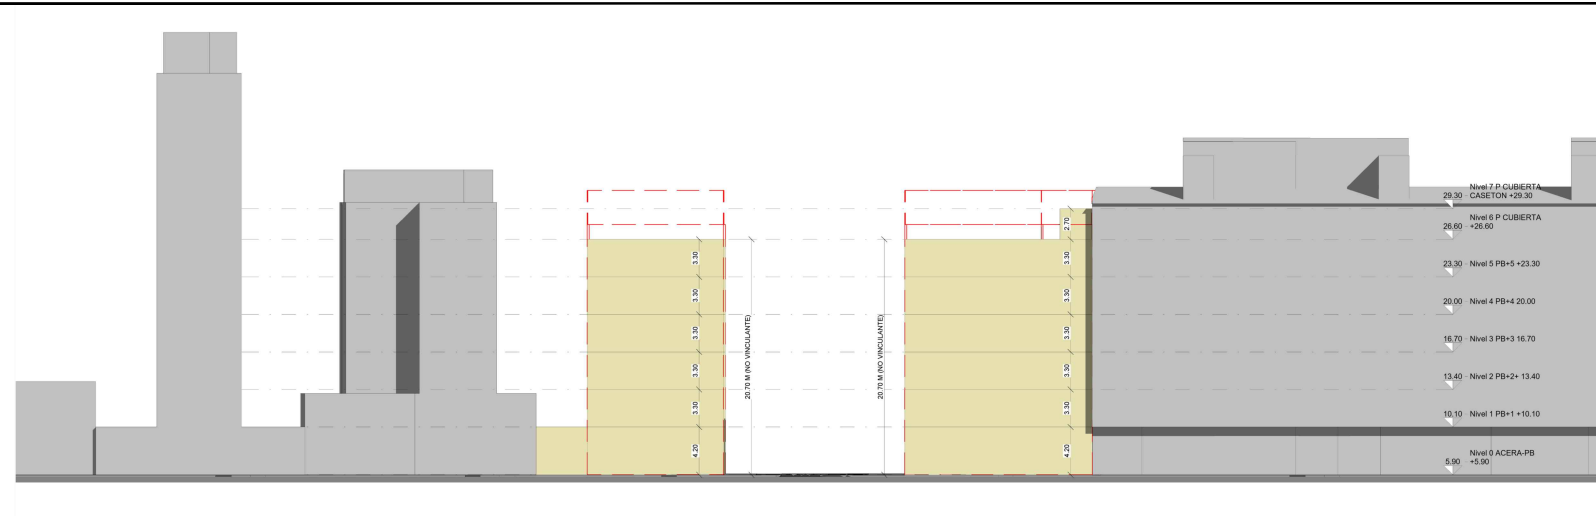 Nivel 7 P CUBIERTA
29.30 CASETON +29.30
Nivel 6 P CUBIERTA
26.60 +26.60
23.30 Nivel 5 PB+5 +23.30
20.00 Nivel 4 PB+4 20.00
16.70 Nivel 3 PB+3 16.70
13.40 Nivel 2 PB+2+ 13.40
10.10 Nivel 1 PB+1 +10.10
Nivel 0 ACERA-PB
5.90 +5.90
3.30
3.30
3.30
3.30
3.30
4.20
20.70 M (NO VINCULANTE)
20.70 M (NO VINCULANTE)
2.70
3.30
3.30
3.30
3.30
3.30
4.20